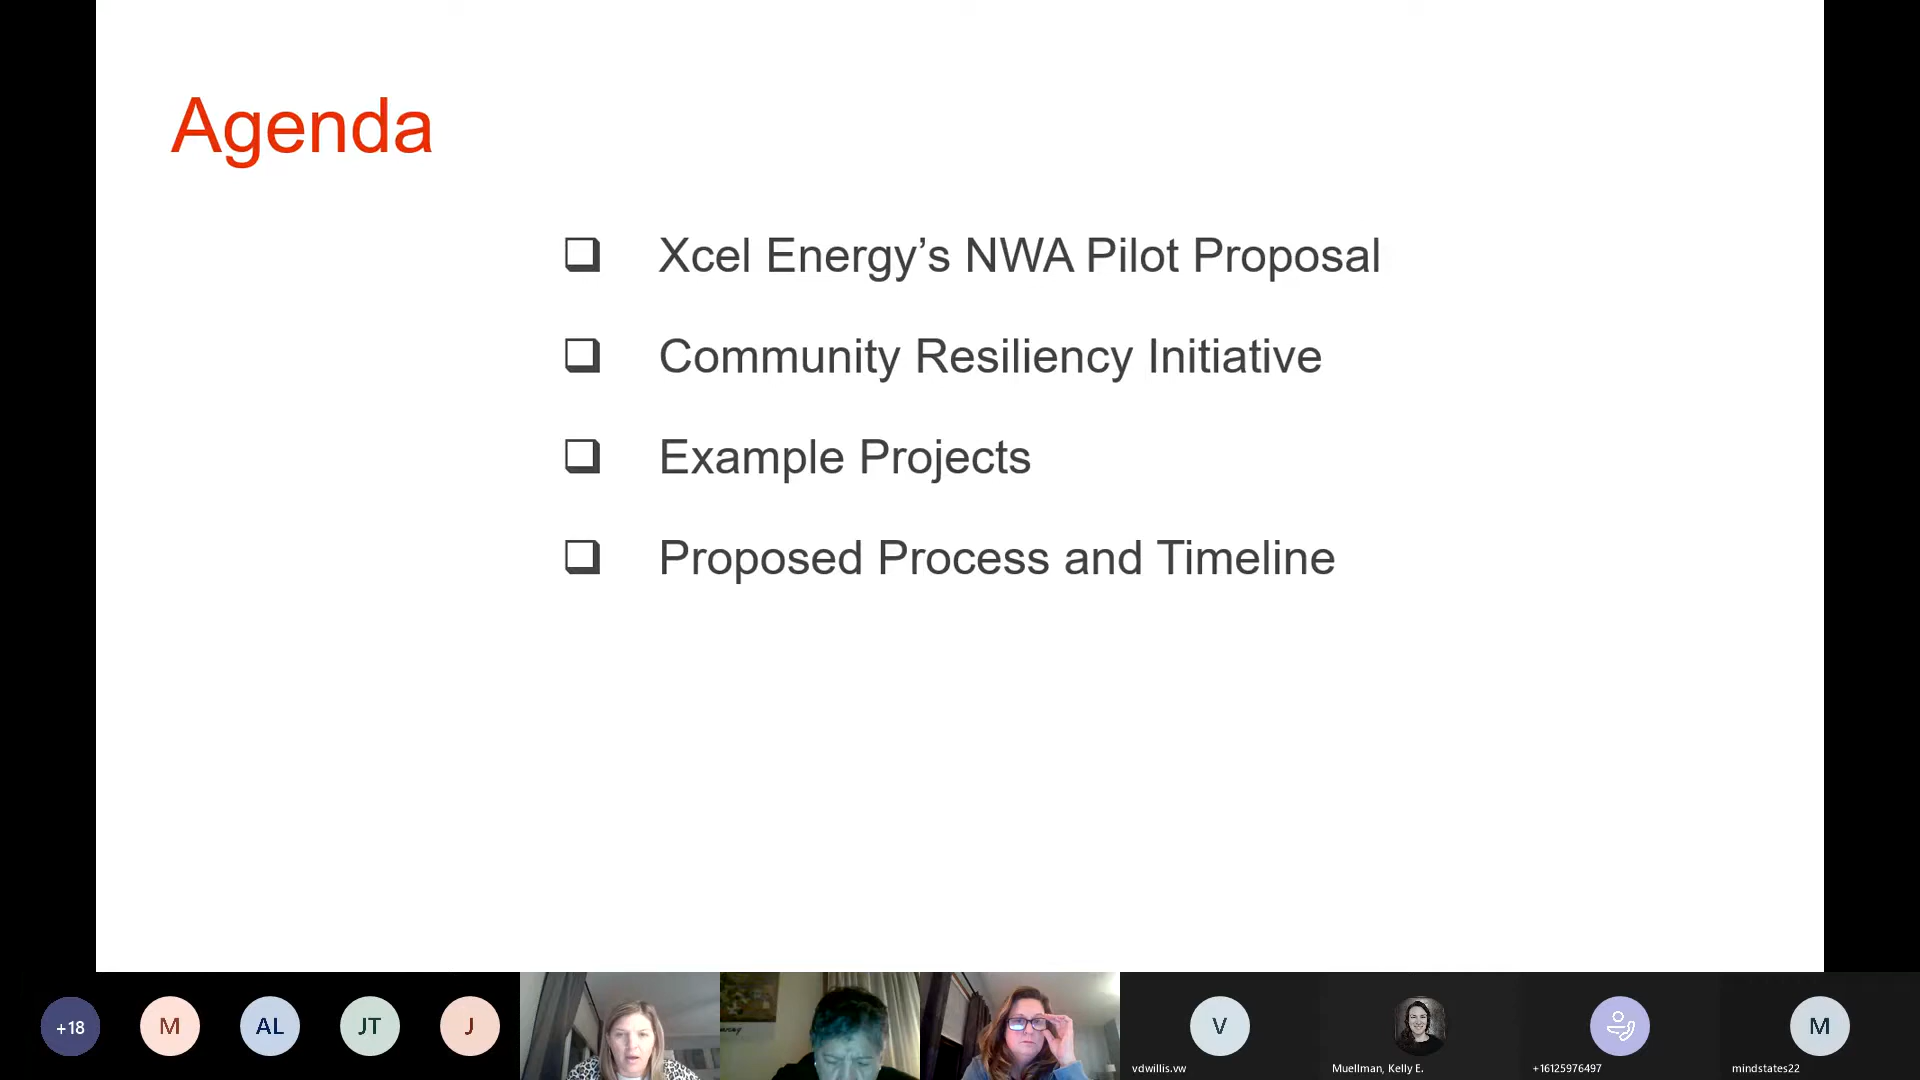 Agenda
❑ Xcel Energy’s NWA Pilot Proposal
❑ Community Resiliency Initiative
❑ Example Projects
❑ Proposed Process and Timeline
+18
M
AL
JT
J
V
M
vdwillis.vw
Muellman, Kelly E.
+16125976497
mindstates22